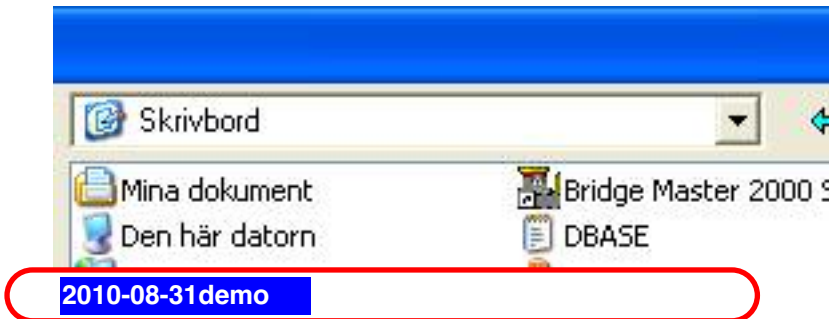 Skrivbord
Mina dokument
Bridge Master 2000 S
Den här datorn
DBASE
2010-08-31demo